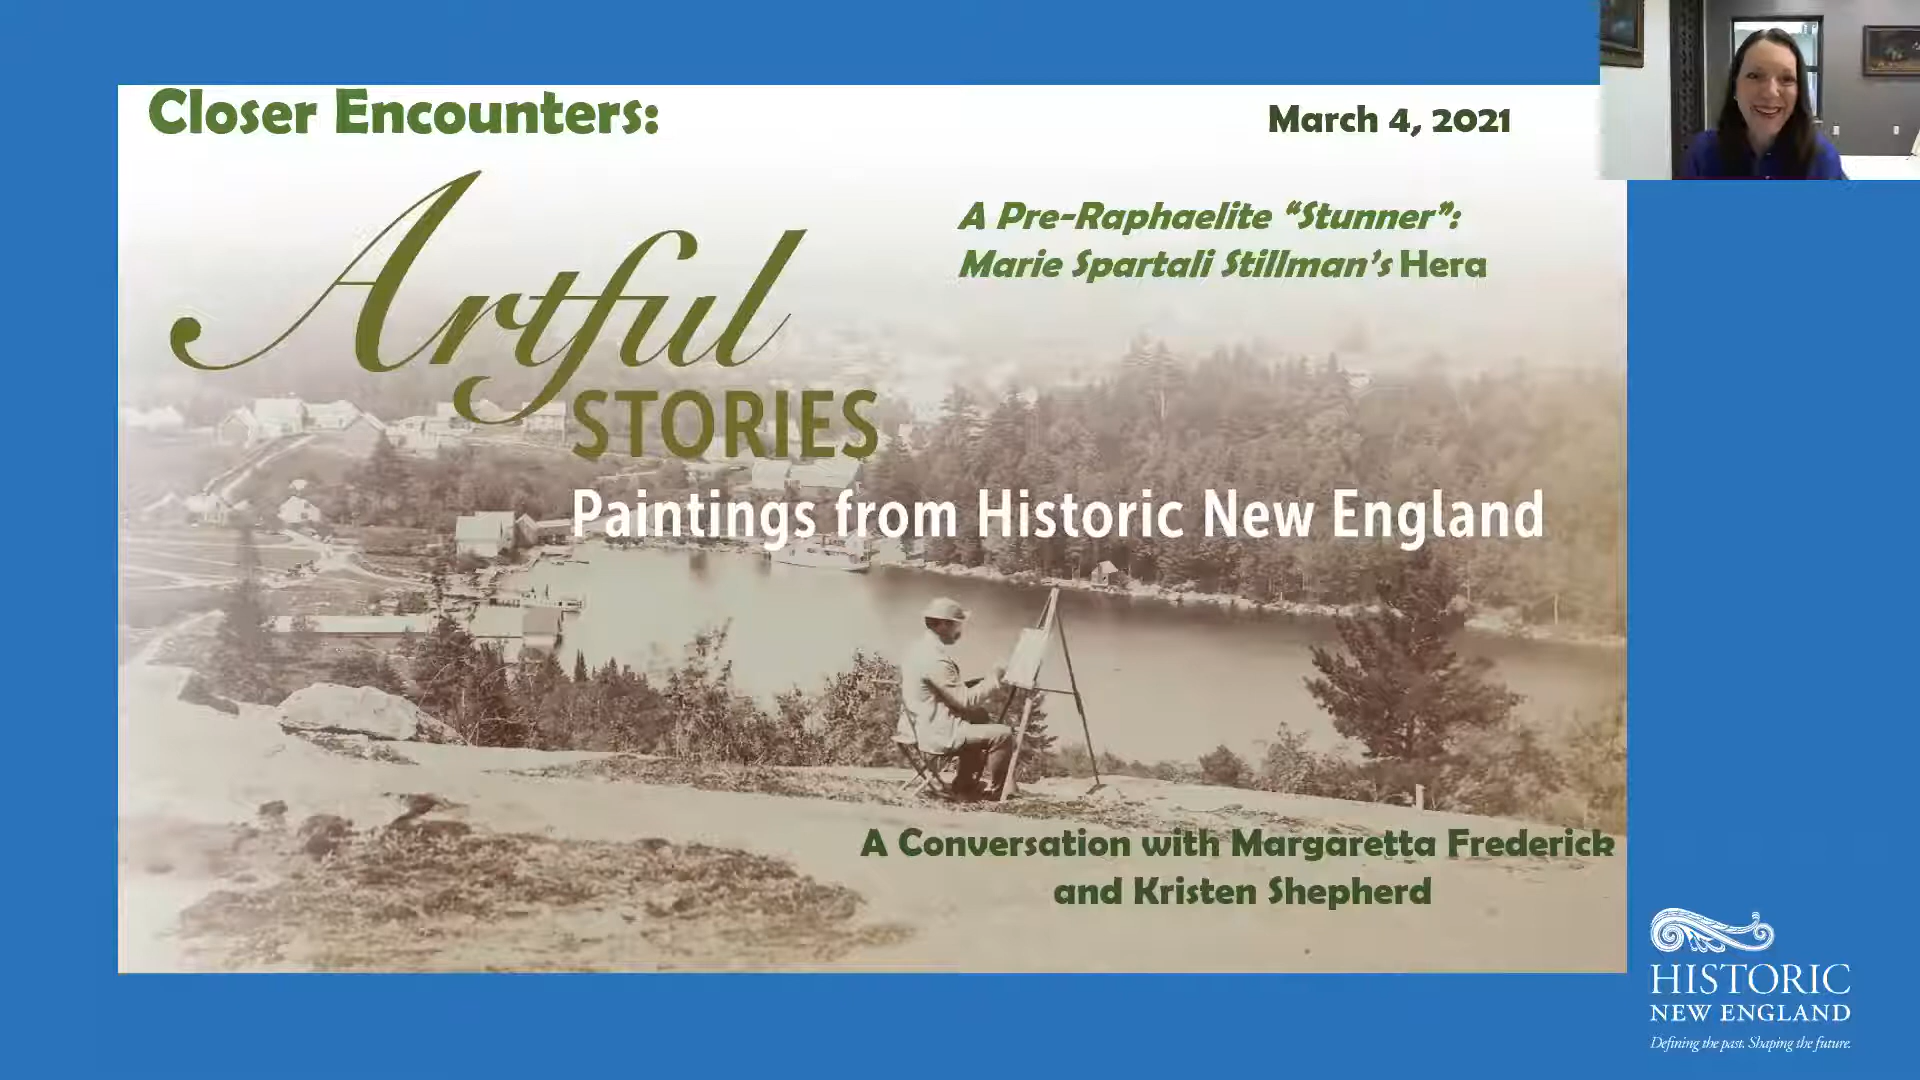 Closer Encounters:
March 4, 2021
Artful
STORIES
A Pre-Raphaelite “Stunner”:
Marie Spartali Stillman’s Hera
Paintings from Historic New England
A Conversation with Margaretta Frederick
and Kristen Shepherd
HISTORIC
NEW ENGLAND
Defining the past. Shaping the future.